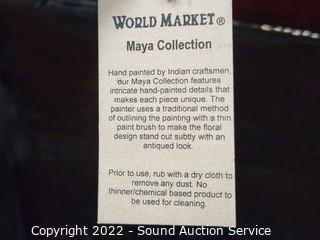 WORLD MARKET®
Maya Collection
Hand painted by Indian craftsmen,
our Maya Collection features
intricate hand-painted details that
makes each piece unique. The
painter uses a traditional method
of outlining the painting with a thin
paint brush to make the floral
design stand out subtly with an
antiqued look.
Prior to use, rub with a dry cloth to
remove any dust. No
thinner/chemical based product to
be used for cleaning.
Copyright 2022 - Sound Auction Service